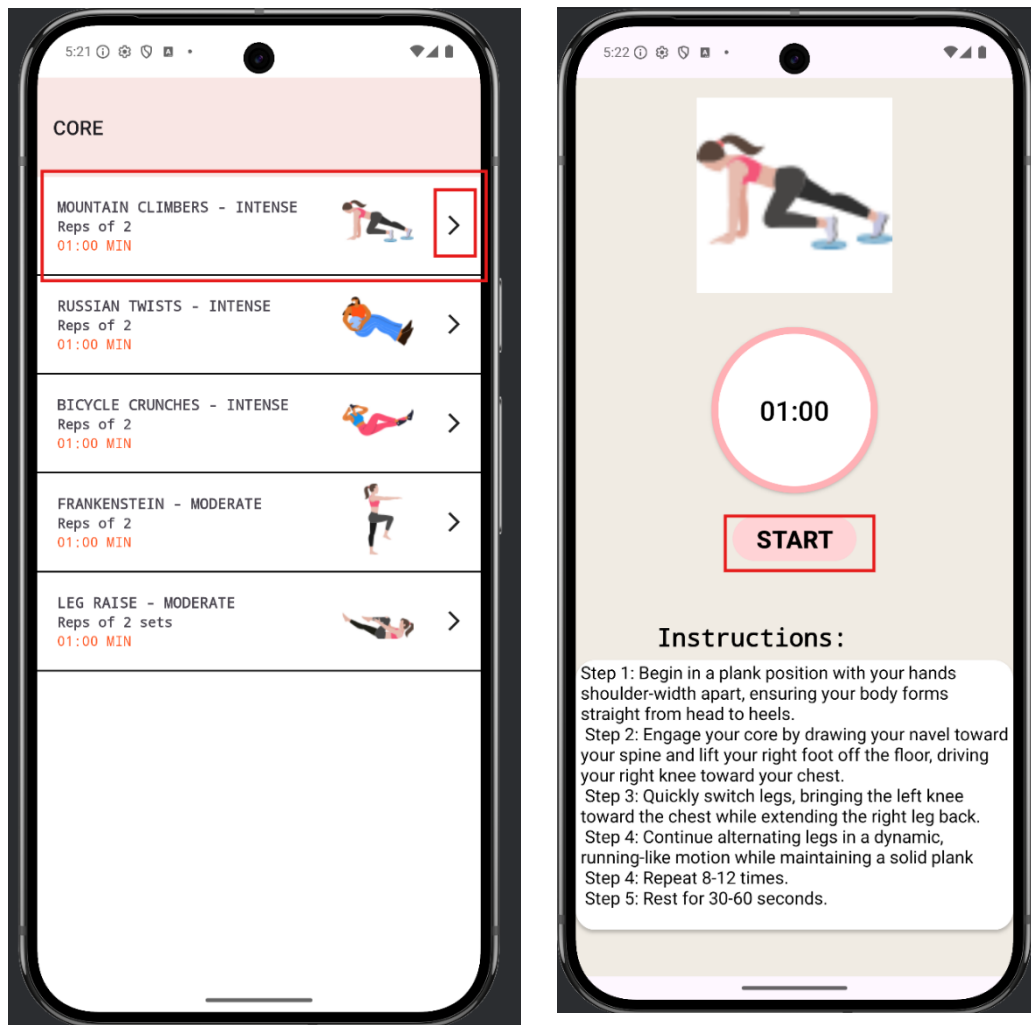 5:21
CORE
MOUNTAIN CLIMBERS - INTENSE
Reps of 2
01:00 MIN
RUSSIAN TWISTS - INTENSE
Reps of 2
01:00 MIN
BICYCLE CRUNCHES - INTENSE
Reps of 2
01:00 MIN
FRANKENSTEIN - MODERATE
Reps of 2
01:00 MIN
LEG RAISE - MODERATE
Reps of 2 sets
01:00 MIN
5:22
01:00
START
Instructions:
Step 1: Begin in a plank position with your hands
shoulder-width apart, ensuring your body forms
straight from head to heels.
Step 2: Engage your core by drawing your navel toward
your spine and lift your right foot off the floor, driving
your right knee toward your chest.
Step 3: Quickly switch legs, bringing the left knee
toward the chest while extending the right leg back.
Step 4: Continue alternating legs in a dynamic,
running-like motion while maintaining a solid plank
Step 4: Repeat 8-12 times.
Step 5: Rest for 30-60 seconds.